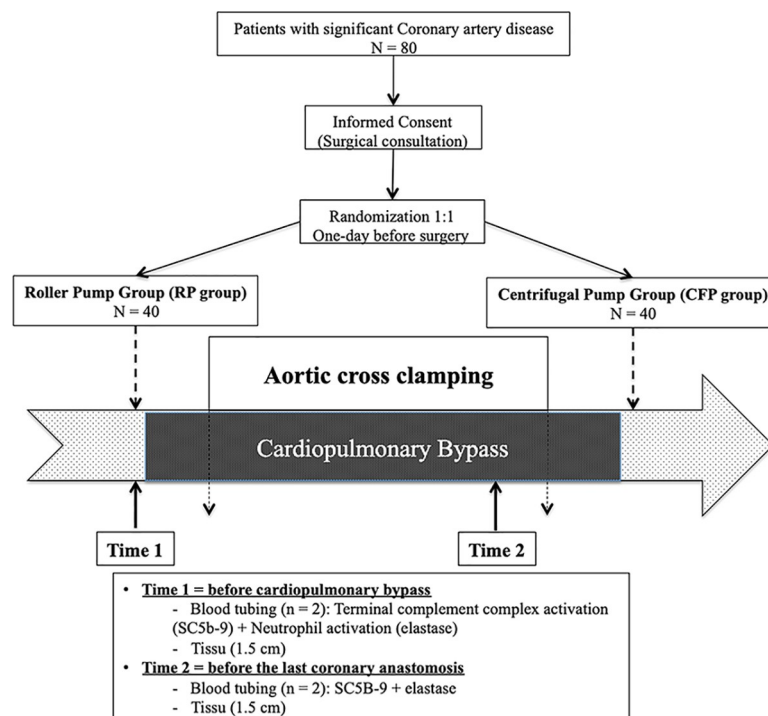 Patients with significant Coronary artery disease
N = 80
Informed Consent
(Surgical consultation)
Randomization 1:1
One-day before surgery
Roller Pump Group (RP group)
N = 40
Centrifugal Pump Group (CFP group)
N = 40
Aortic cross clamping
Cardiopulmonary Bypass
Time 1
Time 2
• Time 1 = before cardiopulmonary bypass
- Blood tubing (n = 2): Terminal complement complex activation
(SC5b-9) + Neutrophil activation (elastase)
- Tissu (1.5 cm)
• Time 2 = before the last coronary anastomosis
- Blood tubing (n = 2): SC5B-9 + elastase
- Tissu (1.5 cm)